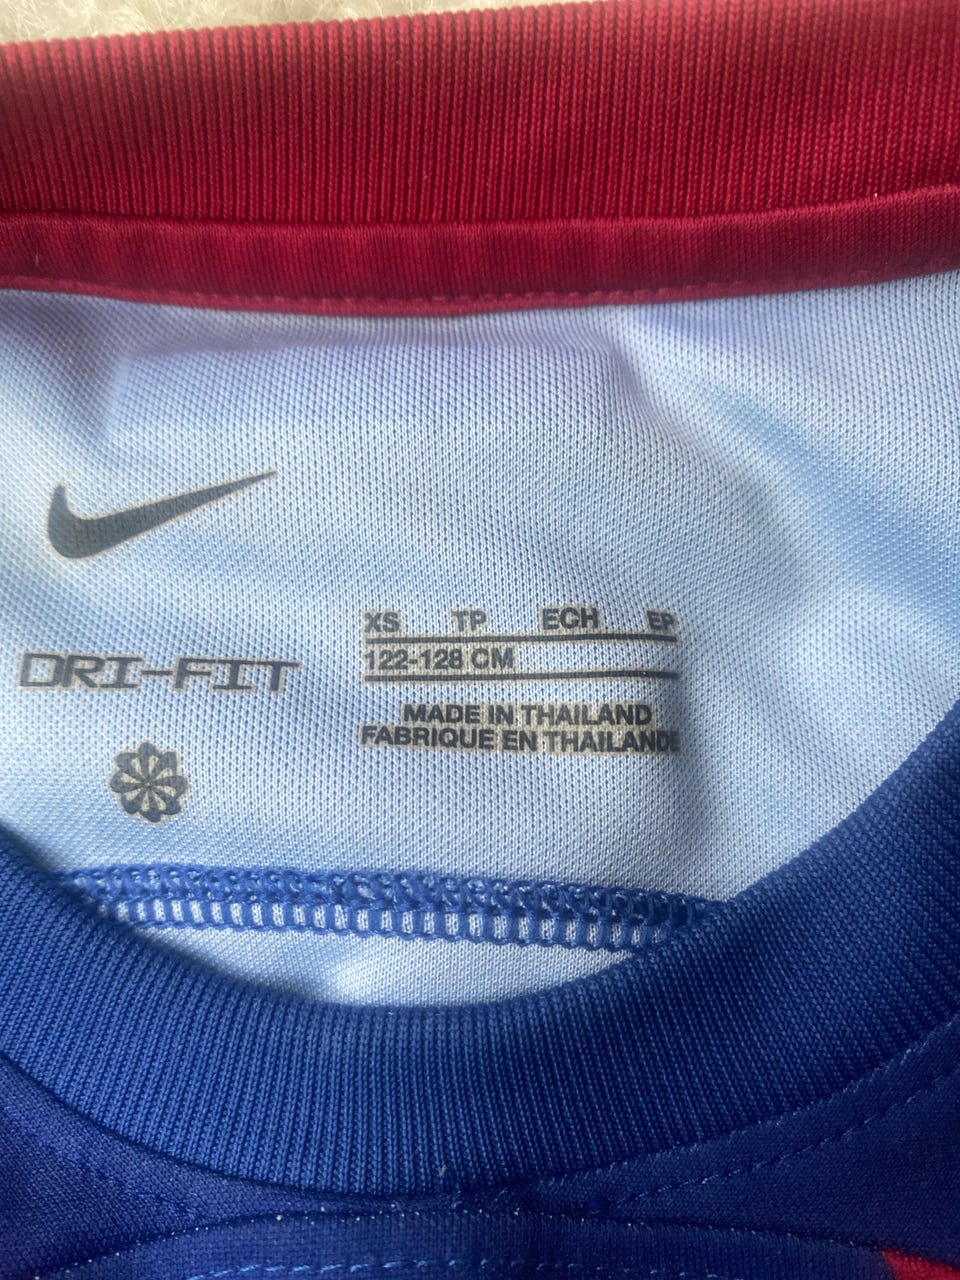 DRI-FIT
XS TP ECH EP
122-128 CM
MADE IN THAILAND
FABRIQUE EN THAILANDE